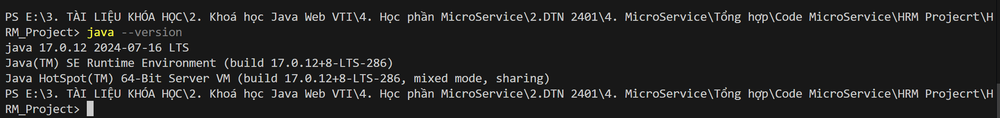 PS E:\3. TÀI LIỆU KHÓA HỌC\2. Khoá học Java Web VTI\4. Học phần MicroService\2.DTN 2401\4. MicroService\Tổng hợp\Code MicroService\HRM Projecrt\H
RM_Project> java --version
java 17.0.12 2024-07-16 LTS
Java(TM) SE Runtime Environment (build 17.0.12+8-LTS-286)
Java HotSpot(TM) 64-Bit Server VM (build 17.0.12+8-LTS-286, mixed mode, sharing)
PS E:\3. TÀI LIỆU KHÓA HỌC\2. Khoá học Java Web VTI\4. Học phần MicroService\2.DTN 2401\4. MicroService\Tổng hợp\Code MicroService\HRM Projecrt\H
RM_Project>